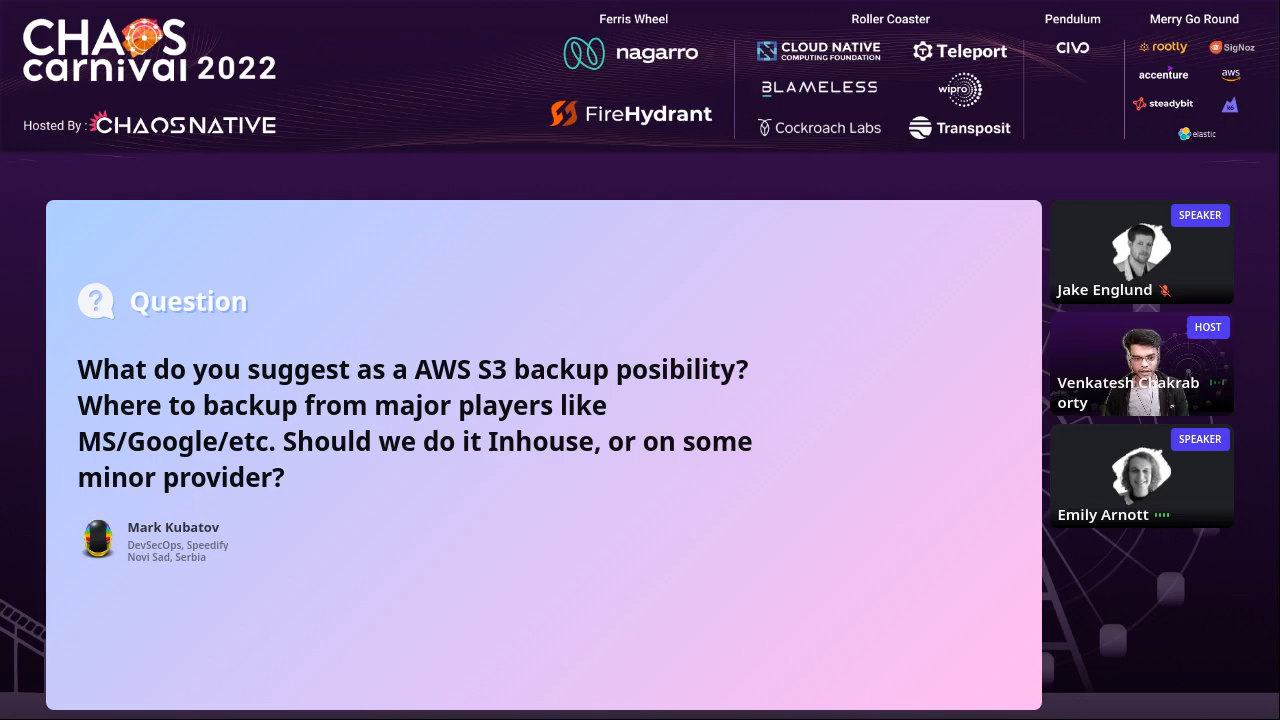 CHAOS
carnival 2022
Hosted By : CHAOSNATIVE
Ferris Wheel
nagarro
FireHydrant
Roller Coaster
CLOUD NATIVE
COMPUTING FOUNDATION
Teleport
BLAMELESS
wipro
Cockroach Labs
Transposit
Pendulum
CIVO
Merry Go Round
rootly
SigNoz
accenture
aws
steadybit
elastic
Question
What do you suggest as a AWS S3 backup posibility?
Where to backup from major players like
MS/Google/etc. Should we do it Inhouse, or on some
minor provider?
Mark Kubatov
DevSecOps, Speedify
Novi Sad, Serbia
SPEAKER
Jake Englund
HOST
Venkatesh Chakrab
orty
SPEAKER
Emily Arnott